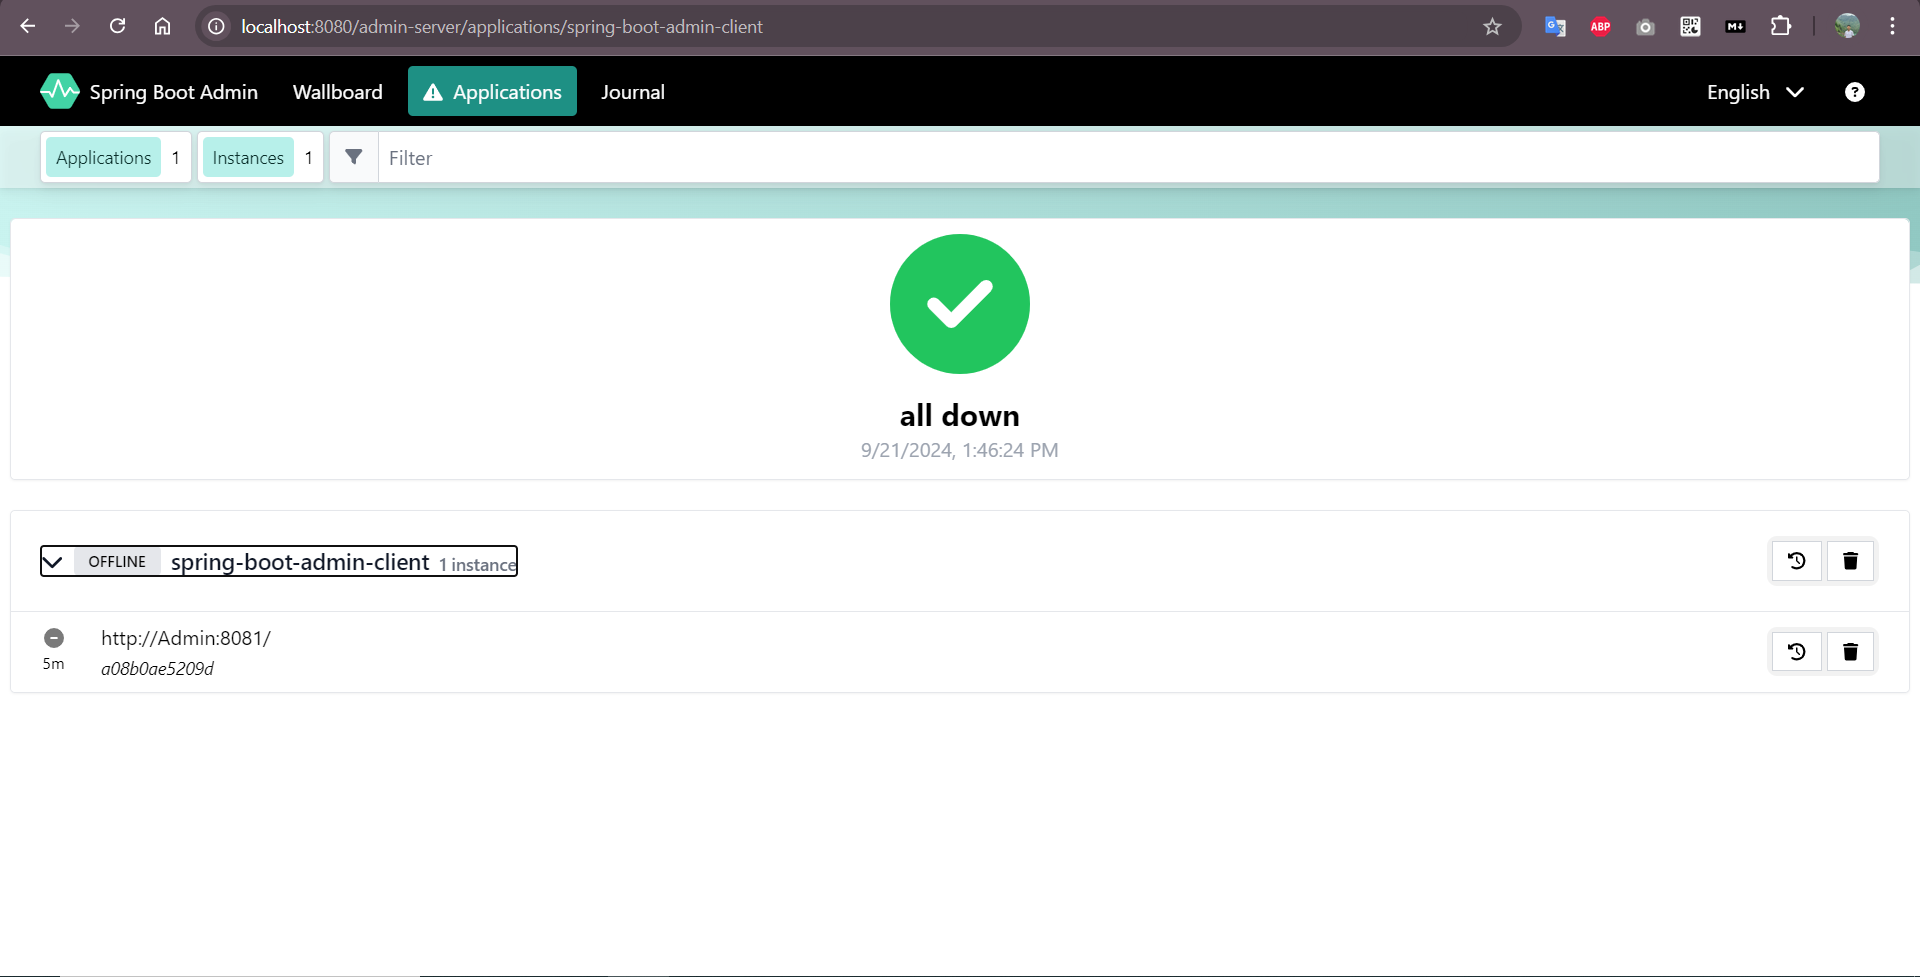 localhost:8080/admin-server/applications/spring-boot-admin-client
ABP
M
Spring Boot Admin Wallboard Applications Journal English ?
Applications 1 Instances 1 Filter
all down
9/21/2024, 1:46:24 PM
OFFLINE spring-boot-admin-client 1 instance
http://Admin:8081/
5m
a08b0ae5209d